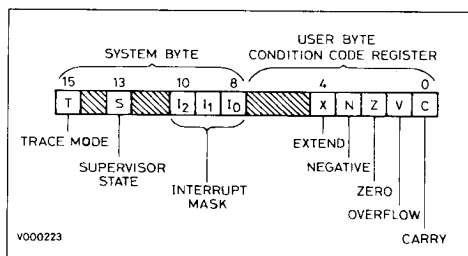 SYSTEM BYTE
USER BYTE
CONDITION CODE REGISTER
15 13 10 8 4 0
T S I2 I1 I0 X N Z V C
TRACE MODE
SUPERVISOR
STATE
INTERRUPT
MASK
EXTEND
NEGATIVE
ZERO
OVERFLOW
CARRY
V000223